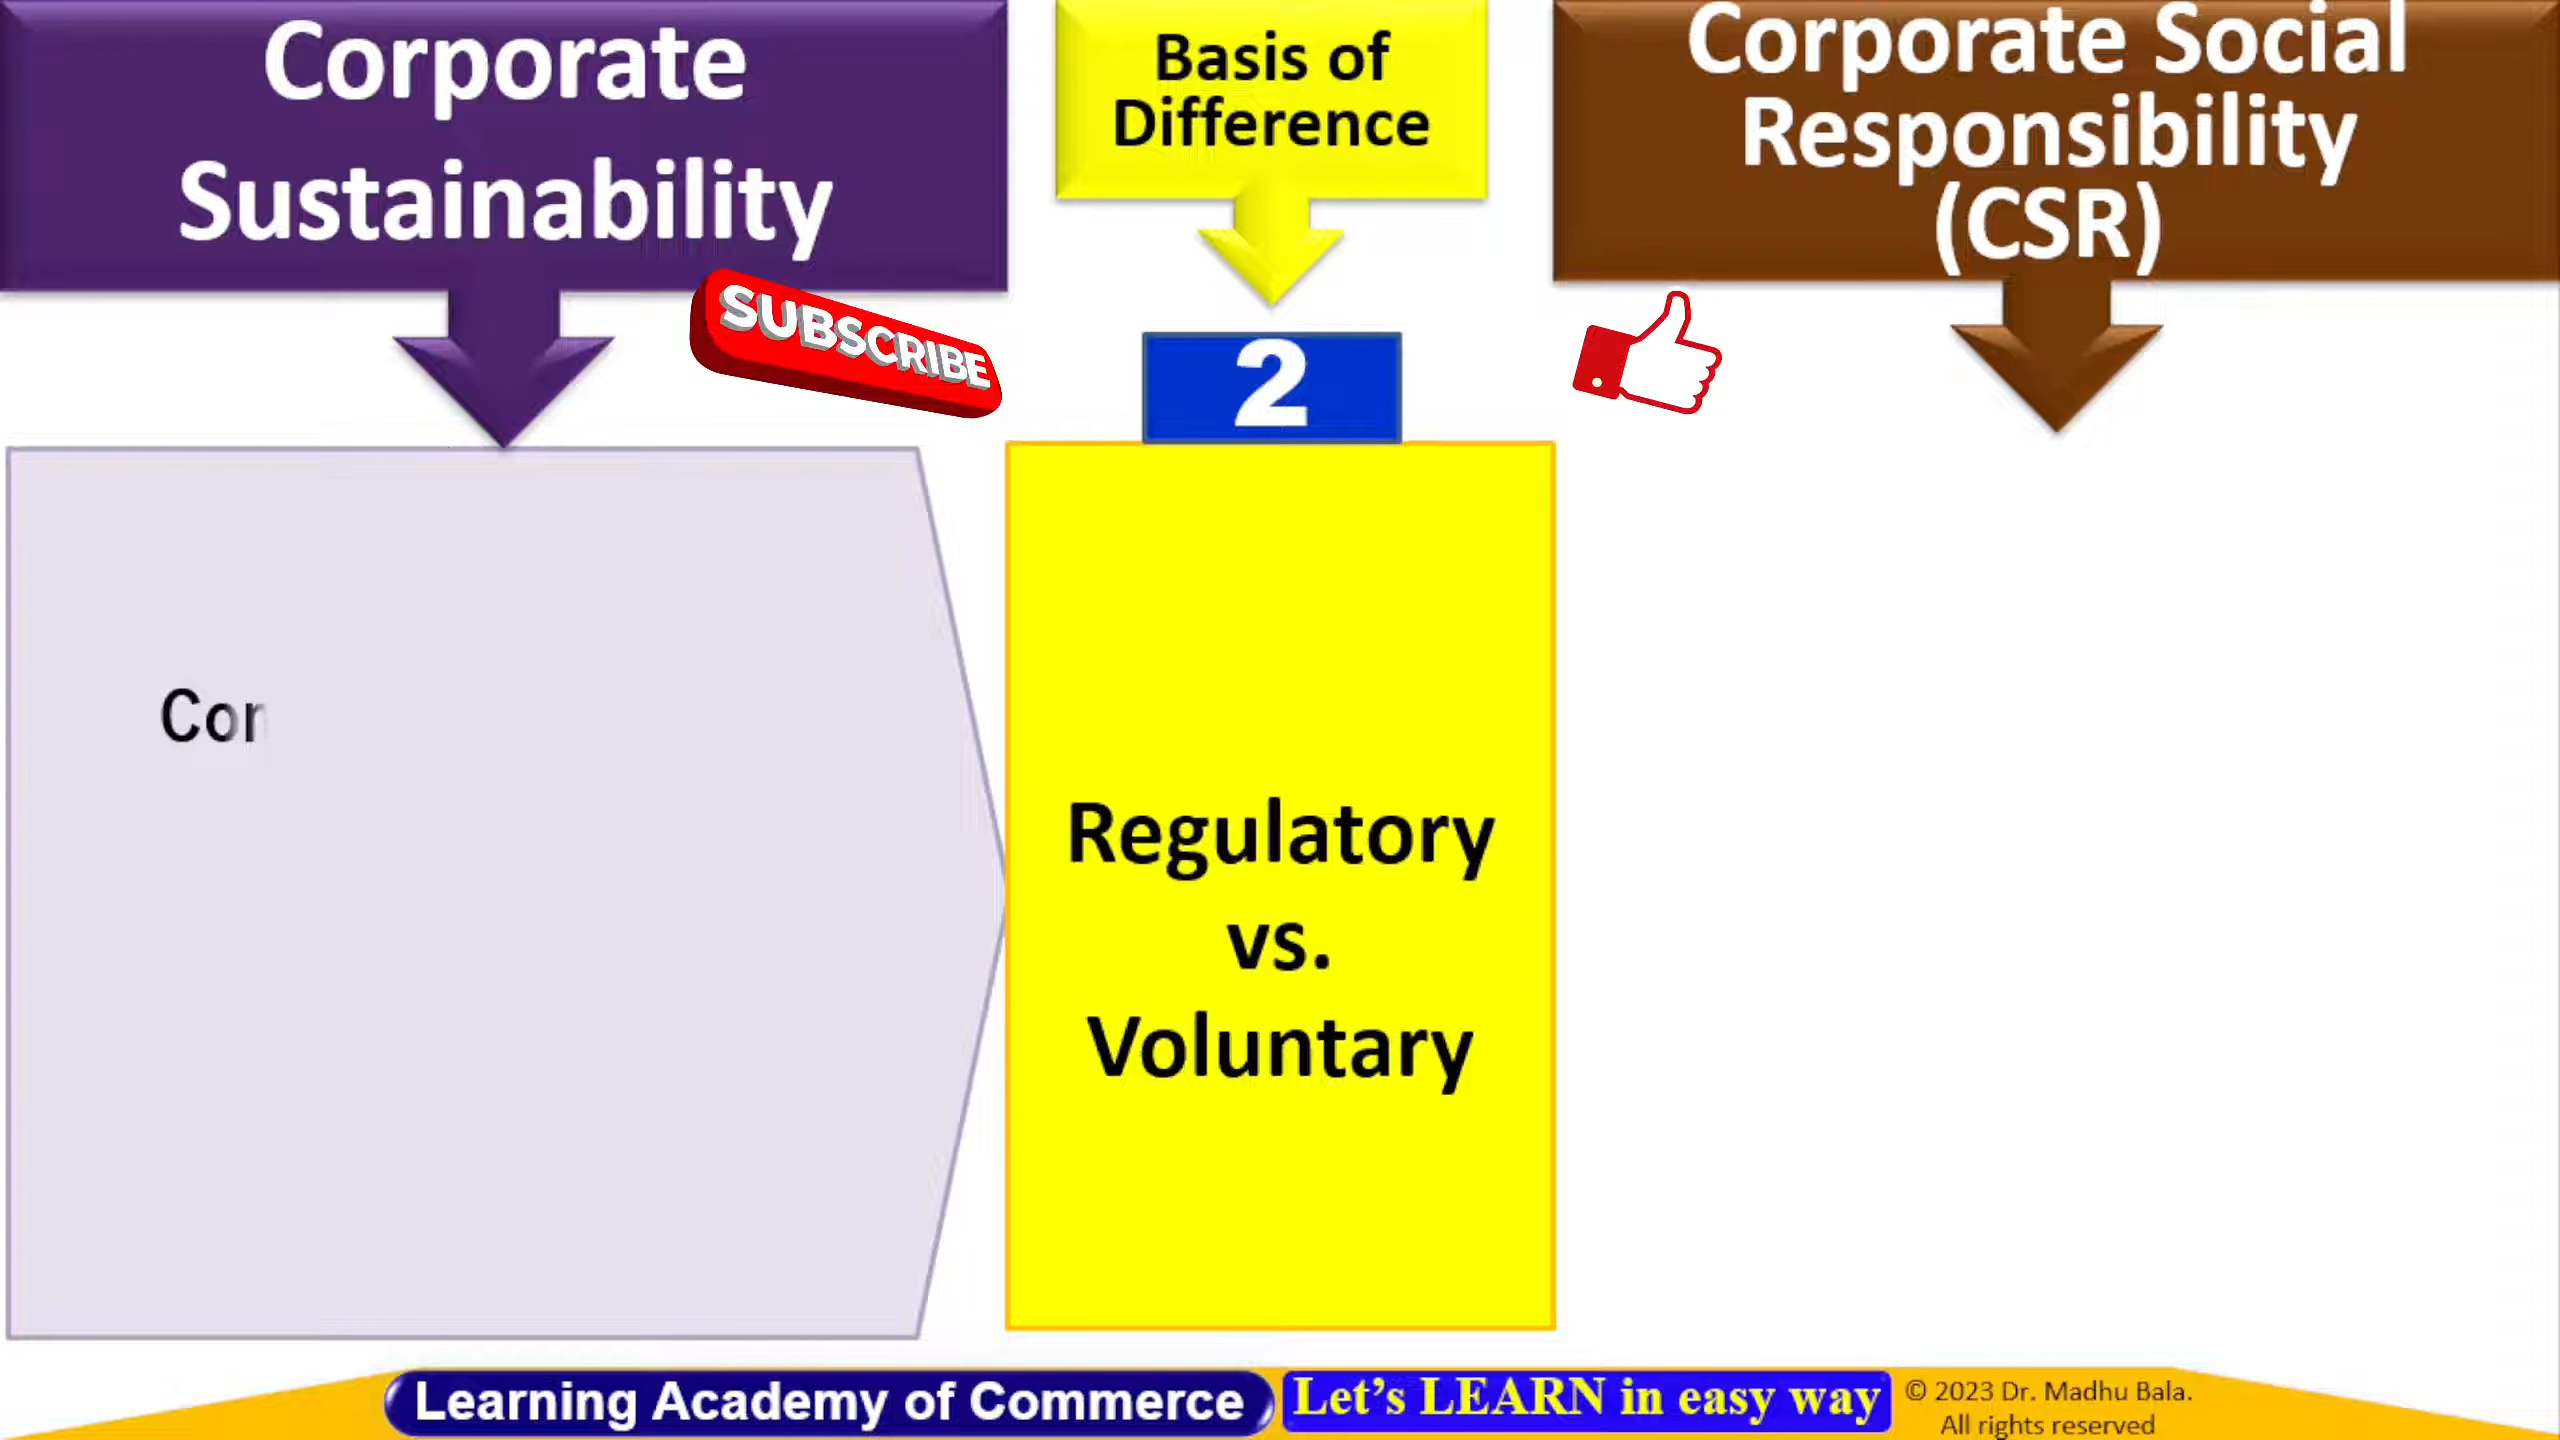 Corporate
Sustainability
Basis of
Difference
Corporate Social
Responsibility
(CSR)
SUBSCRIBE
2
Regulatory
vs.
Voluntary
Learning Academy of Commerce
Let's LEARN in easy way
© 2023 Dr. Madhu Bala.
All rights reserved